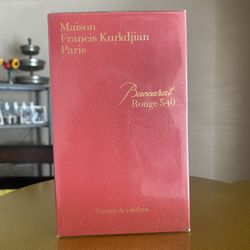 Maison
Francis Kurkdjian
Paris
Baccarat
Rouge 540
Extrait de parfum